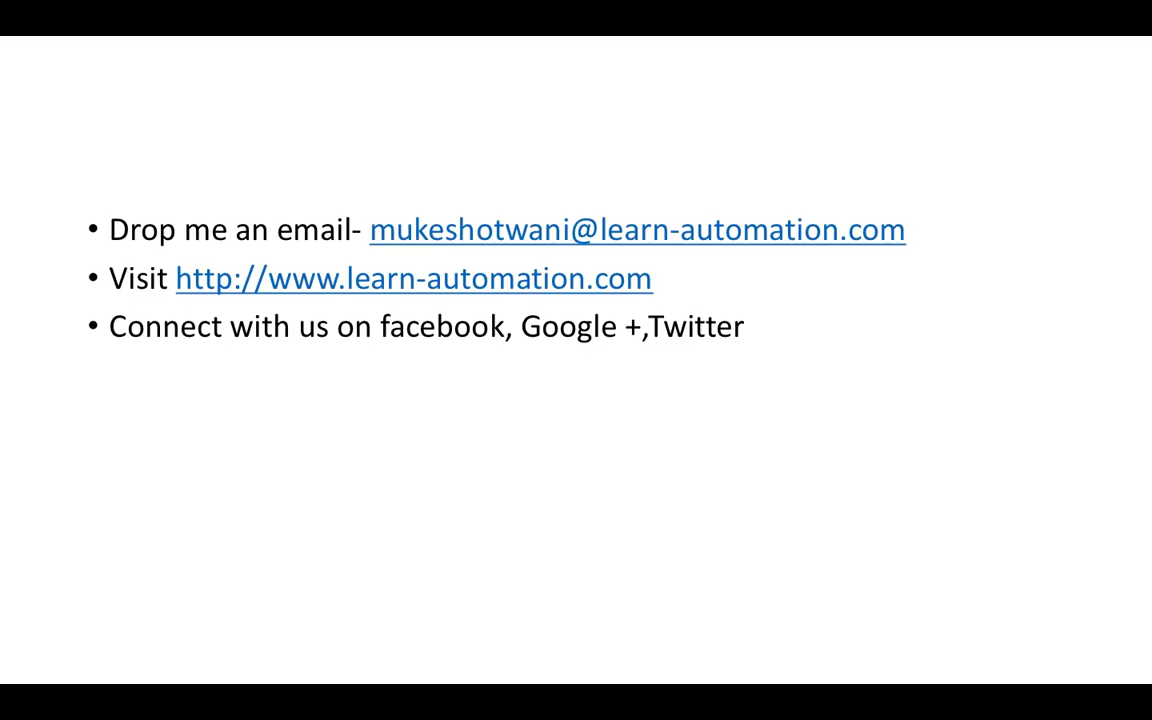 • Drop me an email- mukeshotwani@learn-automation.com
• Visit http://www.learn-automation.com
• Connect with us on facebook, Google +,Twitter